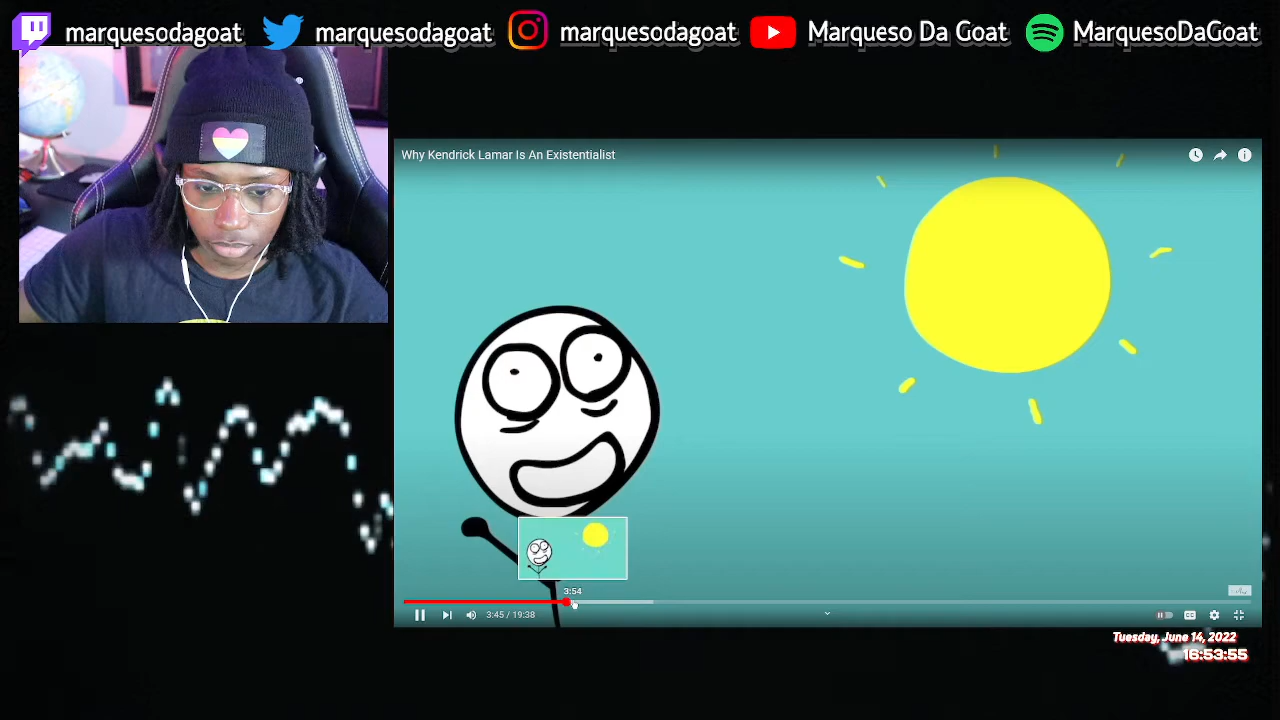 marquesodagoat marquesodagoat marquesodagoat Marqueso Da Goat MarquesoDaGoat
Why Kendrick Lamar Is An Existentialist
3:54
3:45 / 19:38
CC
Tuesday, June 14, 2022
16:53:55